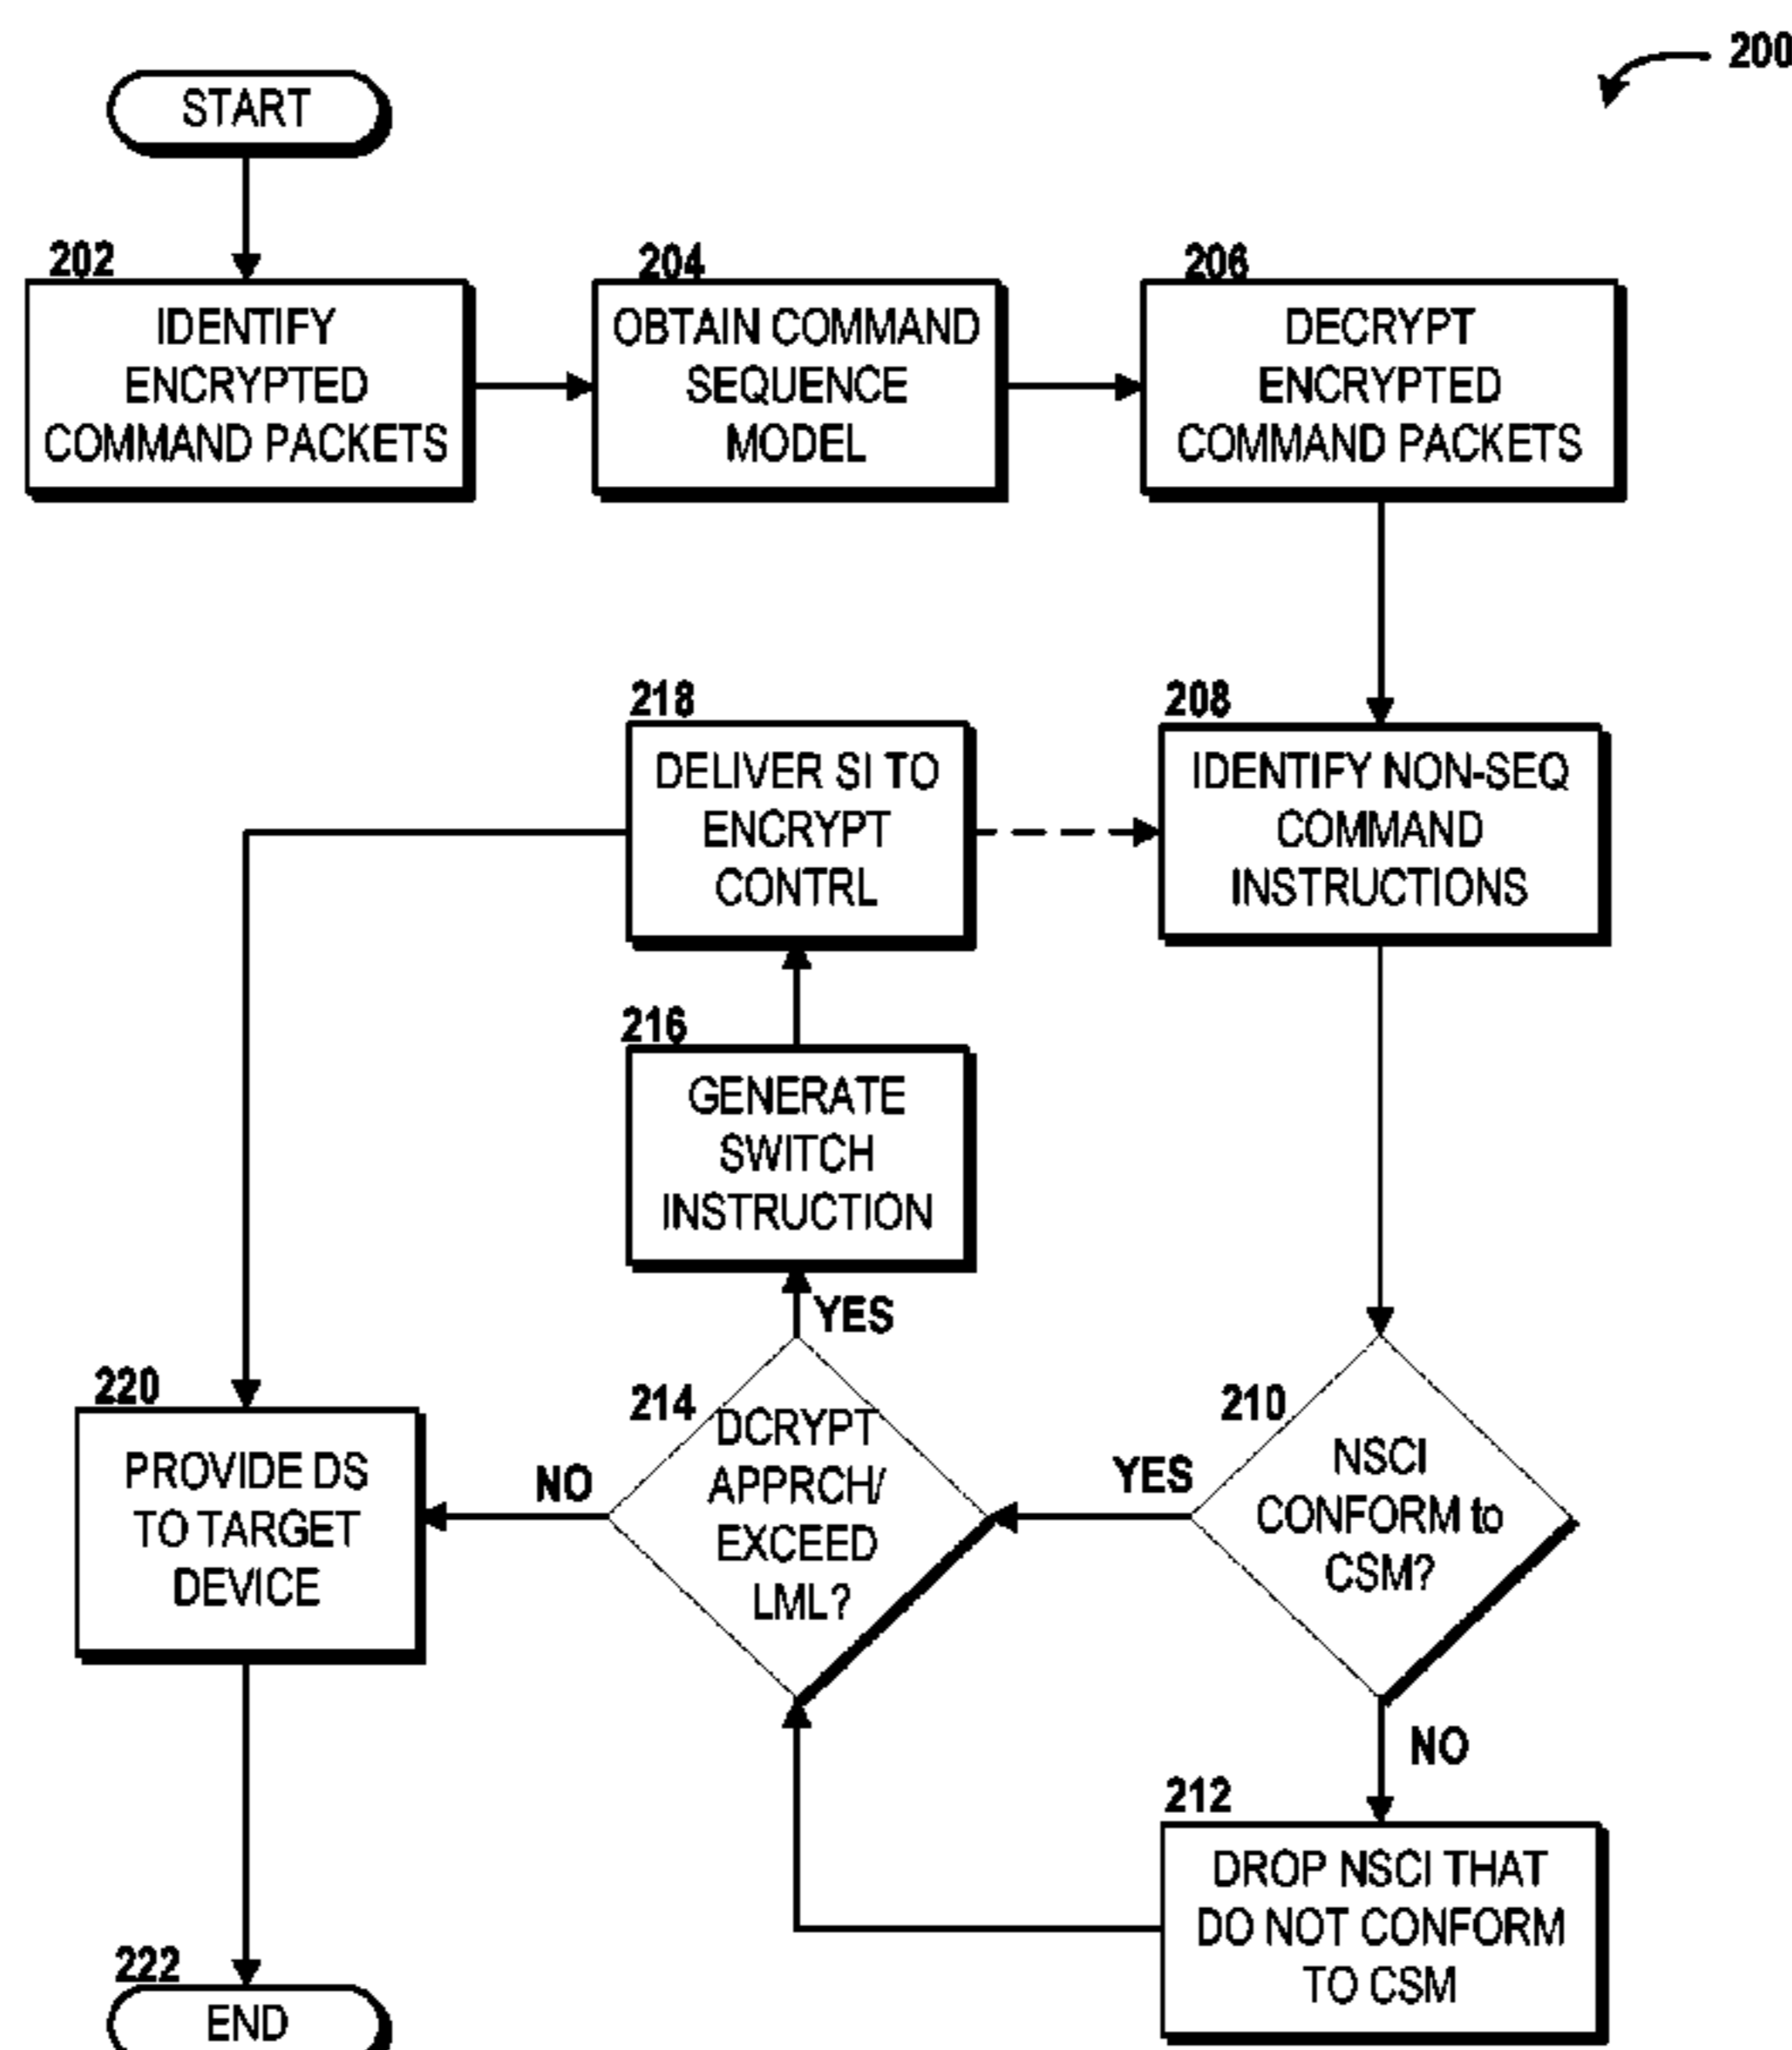 200
START
202
IDENTIFY
ENCRYPTED
COMMAND PACKETS
204
OBTAIN COMMAND
SEQUENCE
MODEL
206
DECRYPT
ENCRYPTED
COMMAND PACKETS
218
DELIVER SI TO
ENCRYPT
CONTRL
208
IDENTIFY NON-SEQ
COMMAND
INSTRUCTIONS
216
GENERATE
SWITCH
INSTRUCTION
YES
220
PROVIDE DS
TO TARGET
DEVICE
NO
214
DCRYPT
APPRCH/
EXCEED
LML?
YES
210
NSCI
CONFORM to
CSM?
NO
212
DROP NSCI THAT
DO NOT CONFORM
TO CSM
222
END